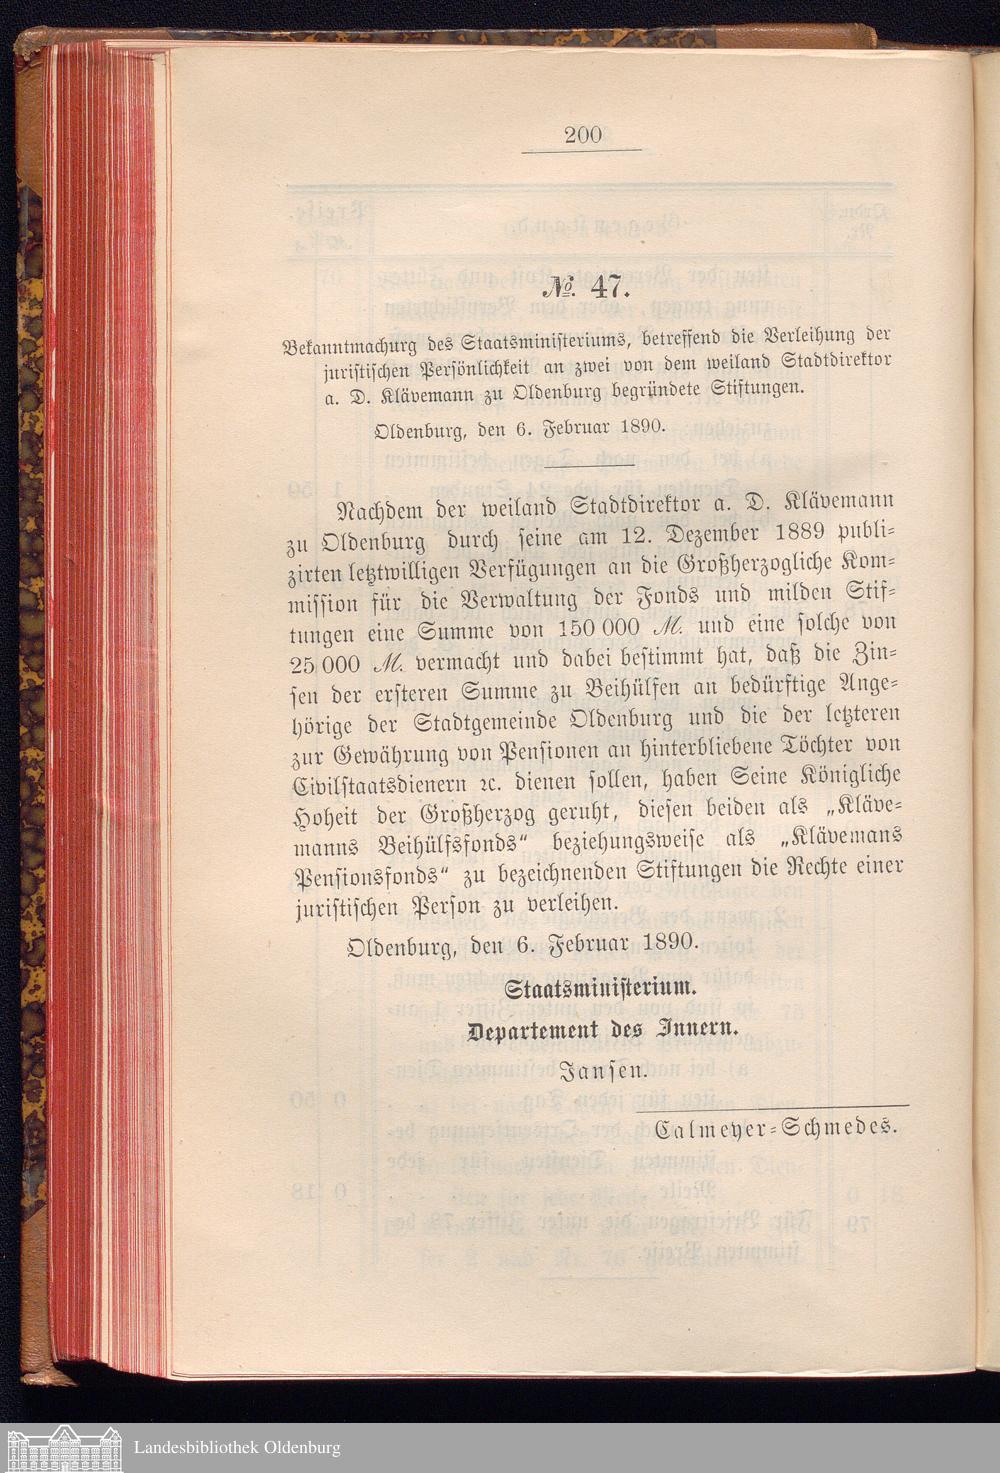 200
№. 47.
Bekanntmachurg des Staatsministeriums, betreffend die Verleihung der
juristischen Persönlichkeit an zwei von dem weiland Stadtdirektor
a. D. Klävemann zu Oldenburg begründete Stiftungen.
Oldenburg, den 6. Februar 1890.
Nachdem der weiland Stadtdirektor a. D. Klävemann
zu Oldenburg durch seine am 12. Dezember 1889 publi-
zirten letztwilligen Verfügungen an die Großherzogliche Kom-
mission für die Verwaltung der Fonds und milden Stif-
tungen eine Summe von 150 000 M. und eine solche von
25 000 M. vermacht und dabei bestimmt hat, daß die Zin-
sen der ersteren Summe zu Beihülfen an bedürftige Ange-
hörige der Stadtgemeinde Oldenburg und die der letzteren
zur Gewährung von Pensionen an hinterbliebene Töchter von
Civilstaatsdienern ꝛc. dienen sollen, haben Seine Königliche
Hoheit der Großherzog geruht, diesen beiden als „Kläve-
manns Beihülfsfonds“ beziehungsweise als „Klävemans
Pensionsfonds“ zu bezeichnenden Stiftungen die Rechte einer
juristischen Person zu verleihen.
Oldenburg, den 6. Februar 1890.
Staatsministerium.
Departement des Innern.
Jansen.
Calmeyer-Schmedes.
Landesbibliothek Oldenburg